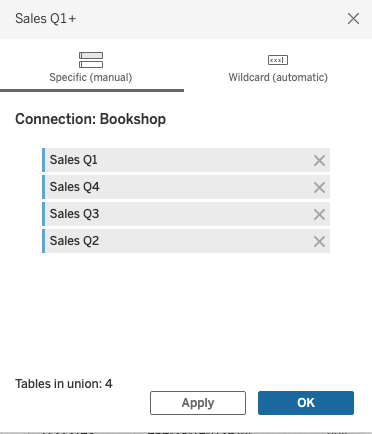 Sales Q1+
Specific (manual)
Wildcard (automatic)
Connection: Bookshop
Sales Q1
Sales Q4
Sales Q3
Sales Q2
Tables in union: 4
Apply
OK